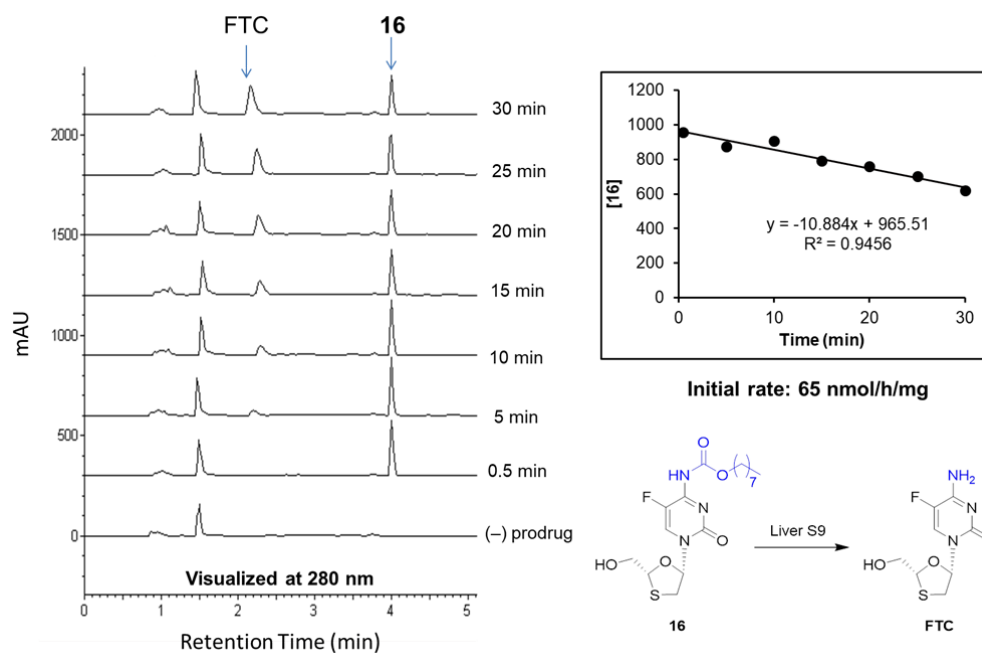 FTC
16
30 min
2000
25 min
20 min
1500
15 min
1000
10 min
5 min
500
0.5 min
0
(–) prodrug
Visualized at 280 nm
0
1
2
3
4
5
Retention Time (min)
mAU
1200
1000
800
600
400
200
0
[16]
y = -10.884x + 965.51
R² = 0.9456
0
10
20
30
Time (min)
Initial rate: 65 nmol/h/mg
O
HN
O
7
F
N
N
O
HO
O
S
16
Liver S9
NH2
F
N
N
O
HO
O
S
FTC